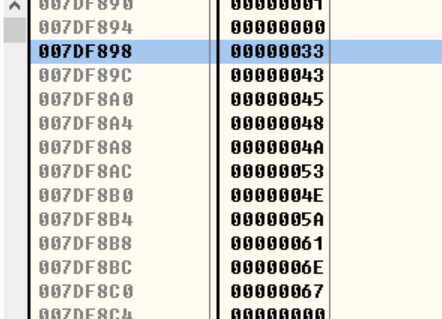 007DF890 00000001
007DF894 00000000
007DF898 00000033
007DF89C 00000043
007DF8A0 00000045
007DF8A4 00000048
007DF8A8 0000004A
007DF8AC 00000053
007DF8B0 0000004E
007DF8B4 0000005A
007DF8B8 00000061
007DF8BC 0000006E
007DF8C0 00000067
007DF8C4 00000000